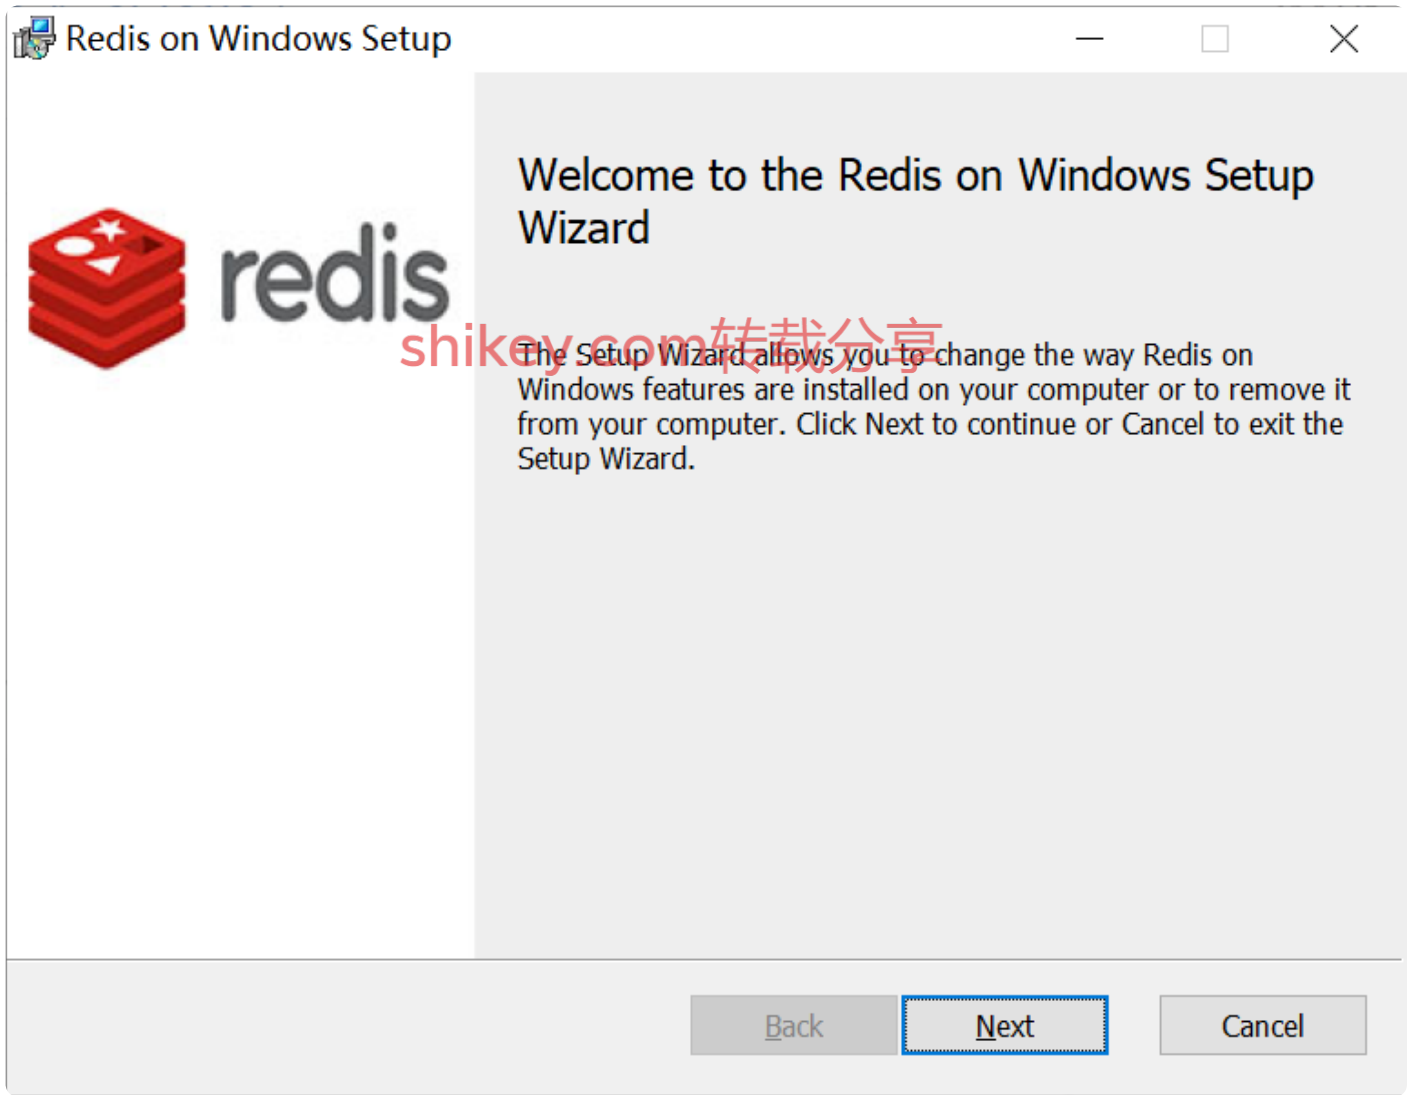 Redis on Windows Setup
redis
Welcome to the Redis on Windows Setup
Wizard
shikey.com转载分享
The Setup Wizard allows you to change the way Redis on
Windows features are installed on your computer or to remove it
from your computer. Click Next to continue or Cancel to exit the
Setup Wizard.
Back
Next
Cancel